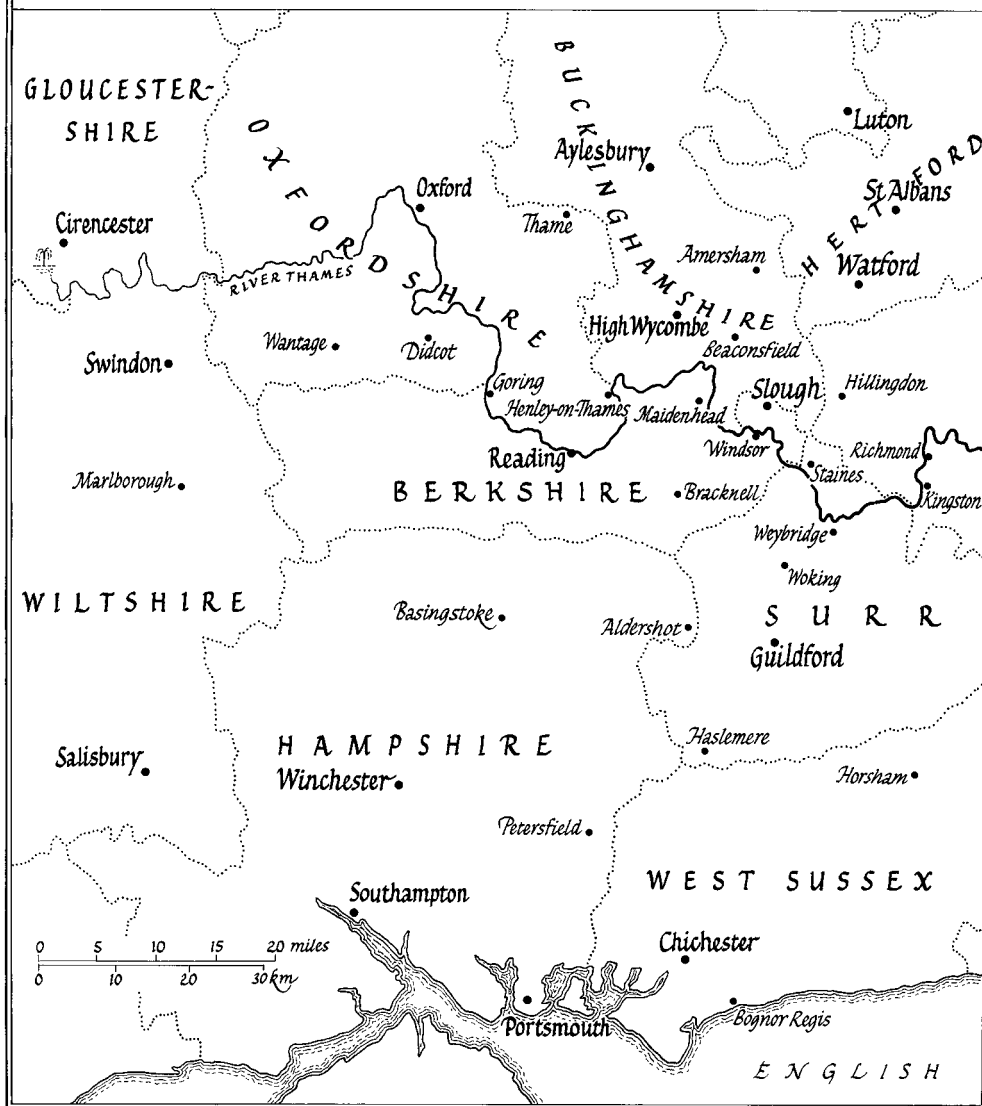 GLOUCESTER-
SHIRE
OXFORDSHIRE
BUCKINGHAMSHIRE
Luton
Aylesbury
HERTFORD
St Albans
Oxford
Thame
Cirencester
Amersham
Watford
RIVER THAMES
High Wycombe
Beaconsfield
Wantage
Didcot
Swindon
Goring
Henley-on-Thames
Maidenhead
Slough
Hillingdon
Windsor
Richmond
Reading
Staines
Marlborough
BERKSHIRE
Bracknell
Kingston
Weybridge
Woking
WILTSHIRE
Basingstoke
Aldershot
SURR
Guildford
HAMPSHIRE
Haslemere
Salisbury
Winchester
Horsham
Petersfield
WEST SUSSEX
Southampton
Chichester
0 5 10 15 20 miles
0 10 20 30 km
Portsmouth
Bognor Regis
ENGLISH